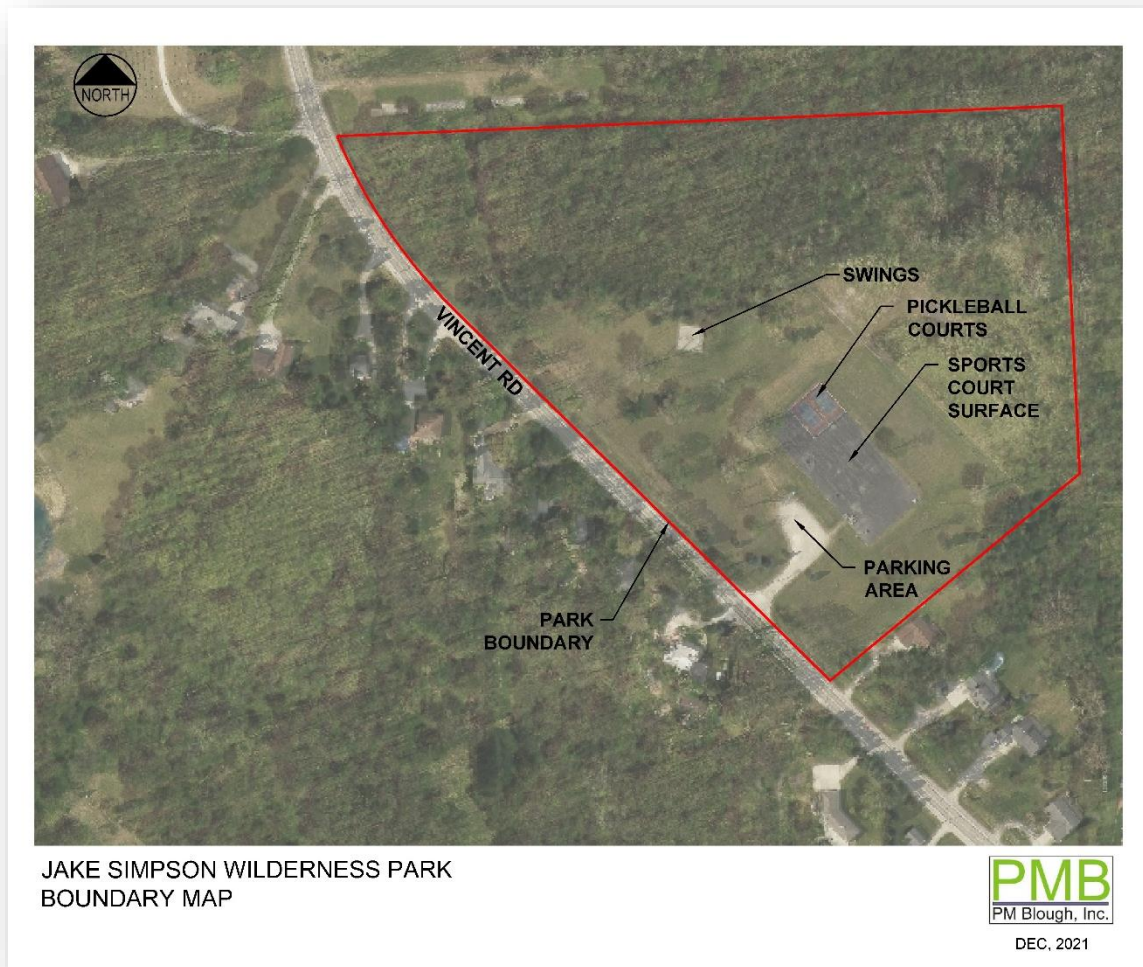 NORTH
SWINGS
PICKLEBALL
COURTS
SPORTS
COURT
SURFACE
VINCENT RD
PARKING
AREA
PARK
BOUNDARY
JAKE SIMPSON WILDERNESS PARK
BOUNDARY MAP
PMB
PM Blough, Inc.
DEC, 2021